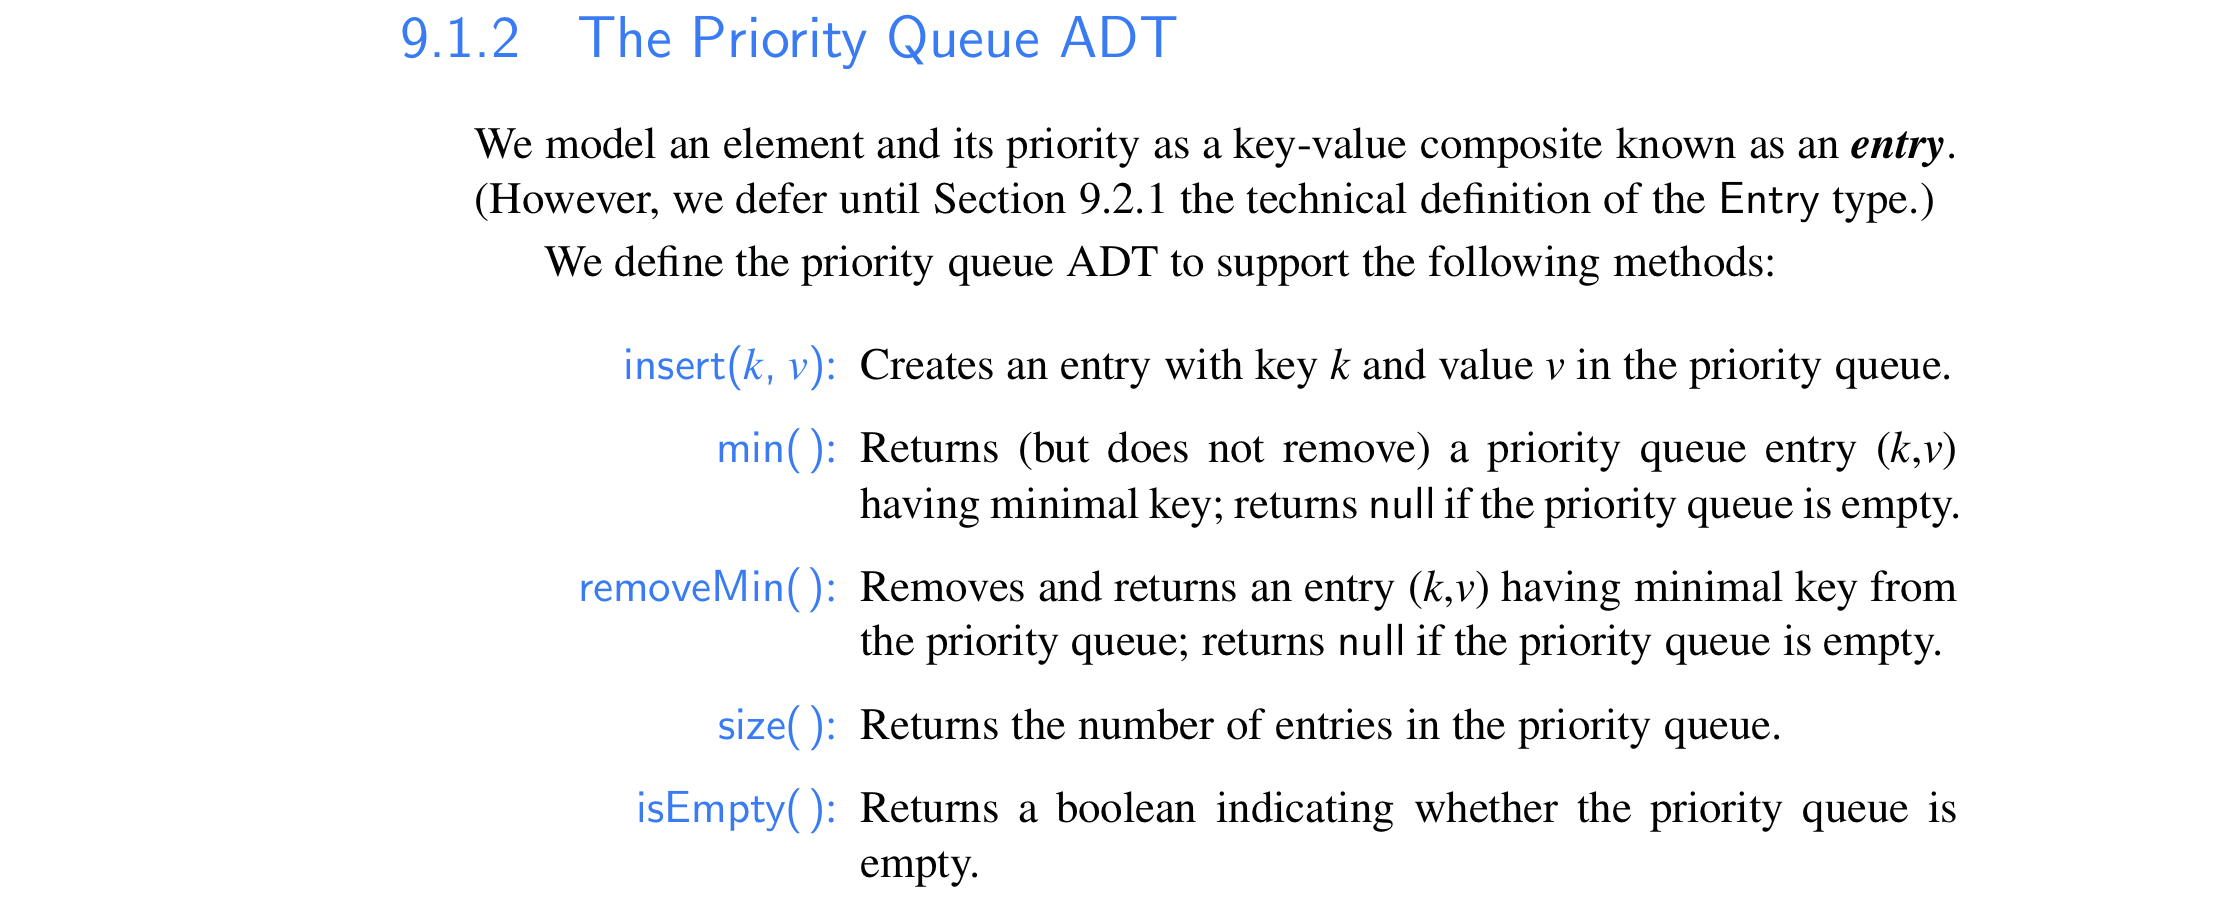 9.1.2 The Priority Queue ADT
We model an element and its priority as a key-value composite known as an entry.
(However, we defer until Section 9.2.1 the technical definition of the Entry type.)
We define the priority queue ADT to support the following methods:
insert(k, v): Creates an entry with key k and value v in the priority queue.
min( ): Returns (but does not remove) a priority queue entry (k,v)
having minimal key; returns null if the priority queue is empty.
removeMin( ): Removes and returns an entry (k,v) having minimal key from
the priority queue; returns null if the priority queue is empty.
size( ): Returns the number of entries in the priority queue.
isEmpty( ): Returns a boolean indicating whether the priority queue is
empty.